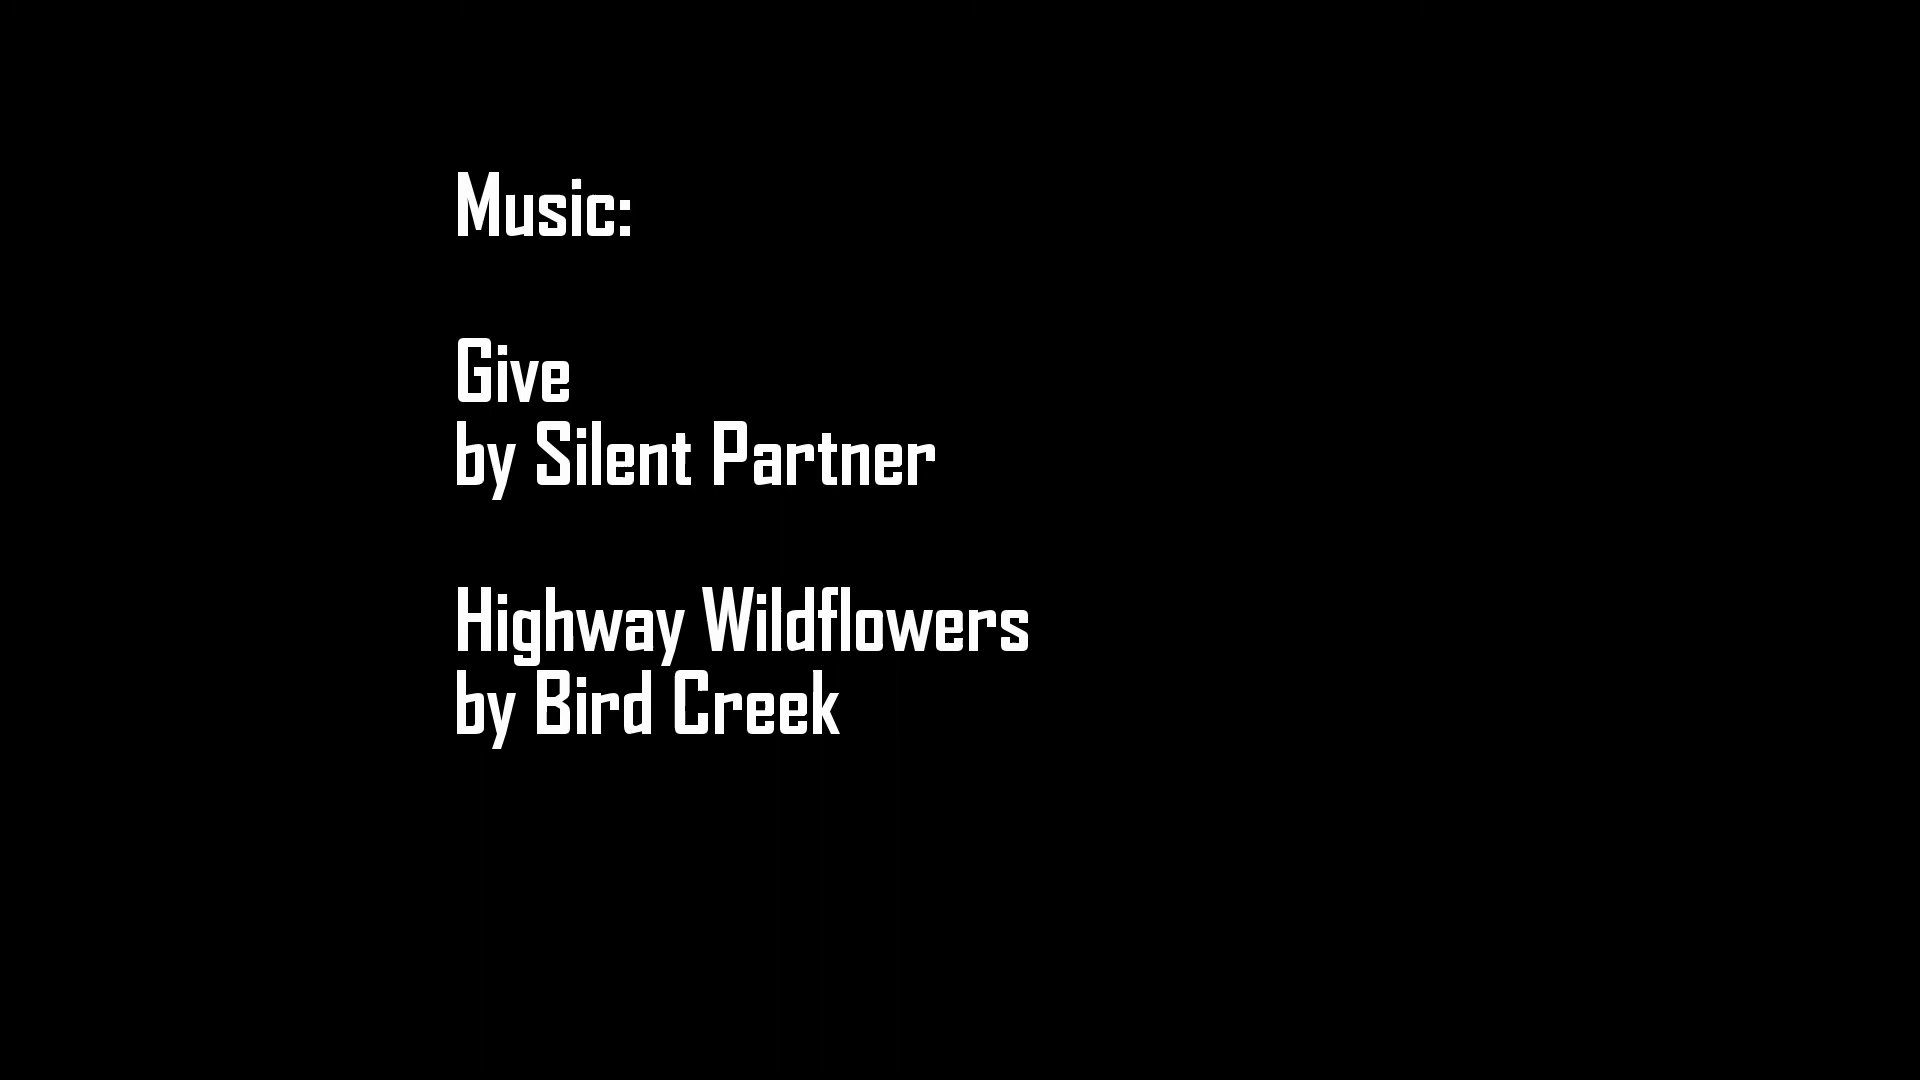 Music:
Give
by Silent Partner
Highway Wildflowers
by Bird Creek